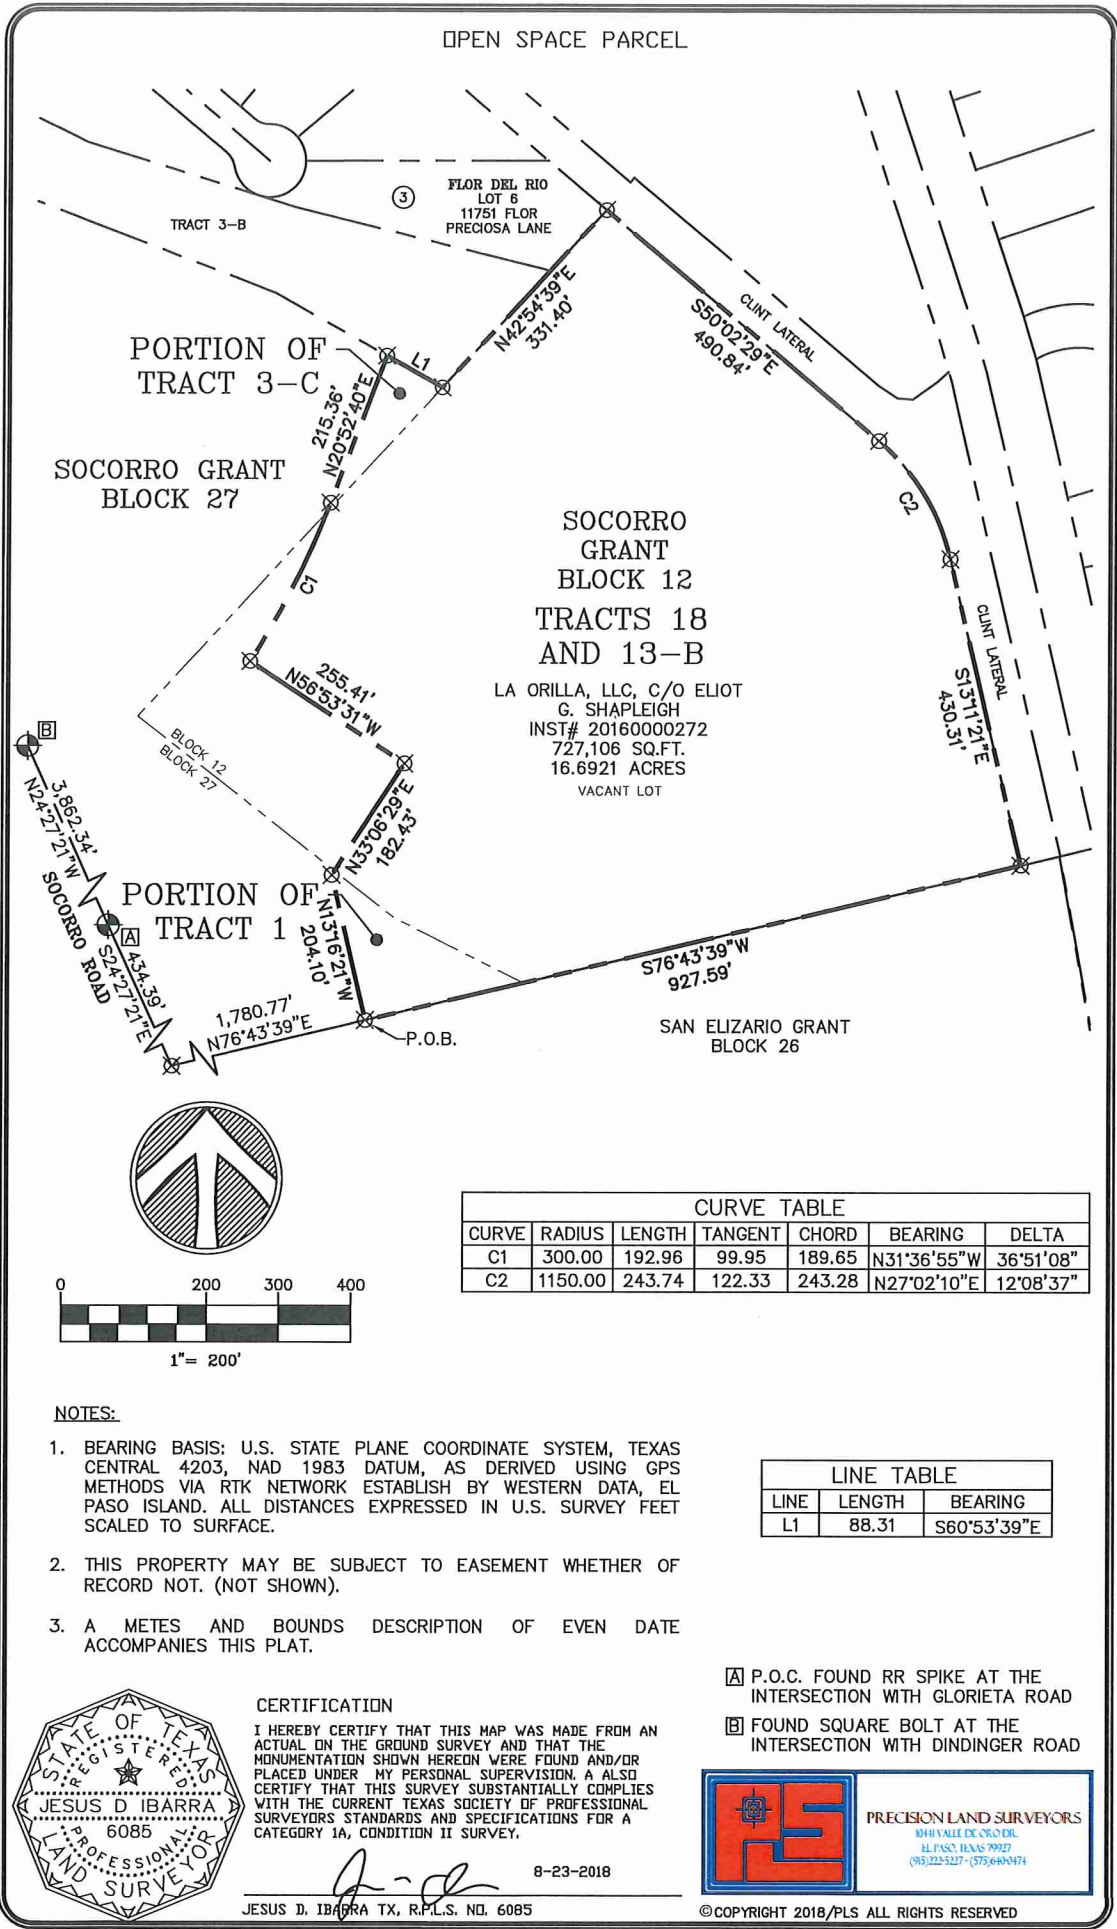 OPEN SPACE PARCEL
FLOR DEL RIO
LOT 6
11751 FLOR
PRECIOSA LANE
3
TRACT 3-B
N42°54'39"E
331.40'
CLINT LATERAL
S50°02'29"E
490.84'
PORTION OF
TRACT 3-C
L1
215.36'
N20°52'40"E
SOCORRO GRANT
BLOCK 27
C1
C2
SOCORRO
GRANT
BLOCK 12
TRACTS 18
AND 13-B
LA ORILLA, LLC, C/O ELIOT
G. SHAPLEIGH
INST# 20160000272
727,106 SQ.FT.
16.6921 ACRES
VACANT LOT
CLINT LATERAL
S13°11'21"E
430.31'
255.41'
N56°53'31"W
B
BLOCK 12
BLOCK 27
3,862.34'
N24°27'21"W
SOCORRO ROAD
N33°06'29"E
182.43'
PORTION OF
TRACT 1
A
434.39'
S24°27'21"E
N13°16'21"W
204.10'
S76°43'39"W
927.59'
1,780.77'
N76°43'39"E
P.O.B.
SAN ELIZARIO GRANT
BLOCK 26
CURVE TABLE
CURVE RADIUS LENGTH TANGENT CHORD BEARING DELTA
C1 300.00 192.96 99.95 189.65 N31°36'55"W 36°51'08"
C2 1150.00 243.74 122.33 243.28 N27°02'10"E 12°08'37"
0 200 300 400
1"= 200'
NOTES:
1. BEARING BASIS: U.S. STATE PLANE COORDINATE SYSTEM, TEXAS
CENTRAL 4203, NAD 1983 DATUM, AS DERIVED USING GPS
METHODS VIA RTK NETWORK ESTABLISH BY WESTERN DATA, EL
PASO ISLAND. ALL DISTANCES EXPRESSED IN U.S. SURVEY FEET
SCALED TO SURFACE.
2. THIS PROPERTY MAY BE SUBJECT TO EASEMENT WHETHER OF
RECORD NOT. (NOT SHOWN).
3. A METES AND BOUNDS DESCRIPTION OF EVEN DATE
ACCOMPANIES THIS PLAT.
LINE TABLE
LINE LENGTH BEARING
L1 88.31 S60°53'39"E
A P.O.C. FOUND RR SPIKE AT THE
INTERSECTION WITH GLORIETA ROAD
B FOUND SQUARE BOLT AT THE
INTERSECTION WITH DINDINGER ROAD
STATE OF TEXAS
REGISTERED
JESUS D IBARRA
6085
PROFESSIONAL
LAND SURVEYOR
CERTIFICATION
I HEREBY CERTIFY THAT THIS MAP WAS MADE FROM AN
ACTUAL ON THE GROUND SURVEY AND THAT THE
MONUMENTATION SHOWN HEREON WERE FOUND AND/OR
PLACED UNDER MY PERSONAL SUPERVISION. A ALSO
CERTIFY THAT THIS SURVEY SUBSTANTIALLY COMPLIES
WITH THE CURRENT TEXAS SOCIETY OF PROFESSIONAL
SURVEYORS STANDARDS AND SPECIFICATIONS FOR A
CATEGORY 1A, CONDITION II SURVEY.
8-23-2018
JESUS D. IBARRA TX, R.P.L.S. NO. 6085
PLS
PRECISION LAND SURVEYORS
10441 VALLE DE ORO DR.
EL PASO, TEXAS 79927
(915)222-5227 - (575)640-0474
©COPYRIGHT 2018/PLS ALL RIGHTS RESERVED